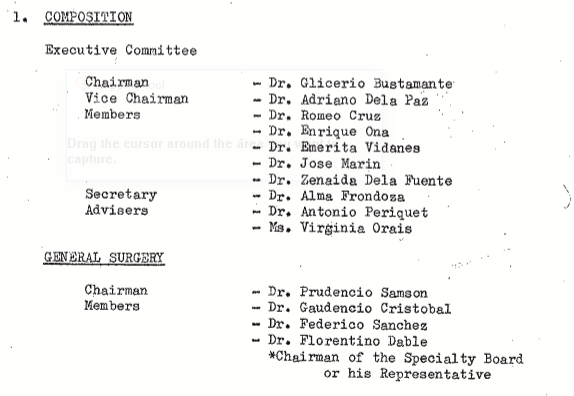 1. COMPOSITION
Executive Committee
Chairman - Dr. Glicerio Bustamante
Vice Chairman - Dr. Adriano Dela Paz
Members - Dr. Romeo Cruz
- Dr. Enrique Ona
Drag the cursor around the area you want to
- Dr. Emerita Vidanes
capture.
- Dr. Jose Marin
- Dr. Zenaida Dela Fuente
Secretary - Dr. Alma Frondoza
Advisers - Dr. Antonio Periquet
- Ms. Virginia Orais
GENERAL SURGERY
Chairman - Dr. Prudencio Samson
Members - Dr. Gaudencio Cristobal
- Dr. Federico Sanchez
- Dr. Florentino Dable
*Chairman of the Specialty Board
or his Representative